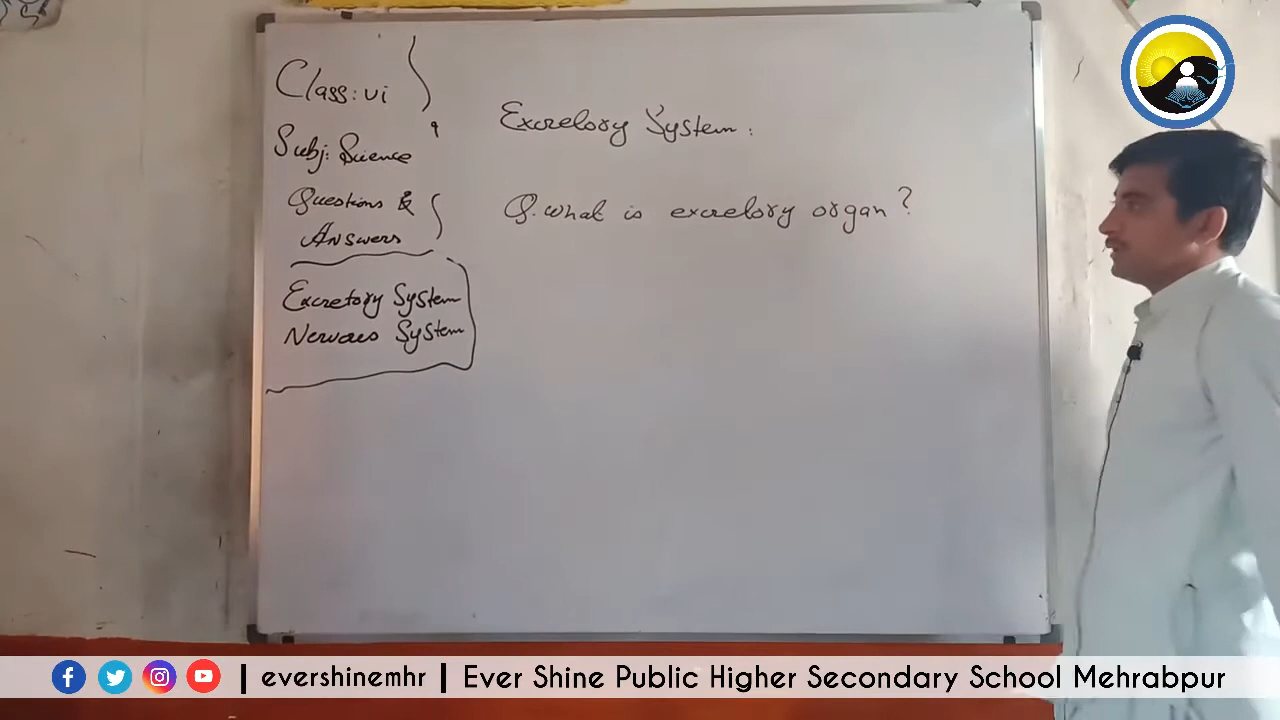 Class: vi
Subj: Science
Questions &
Answers
Excretory System
Nervous System
Excretory System:
Q. what is excretory organ?
| evershinemhr | Ever Shine Public Higher Secondary School Mehrabpur